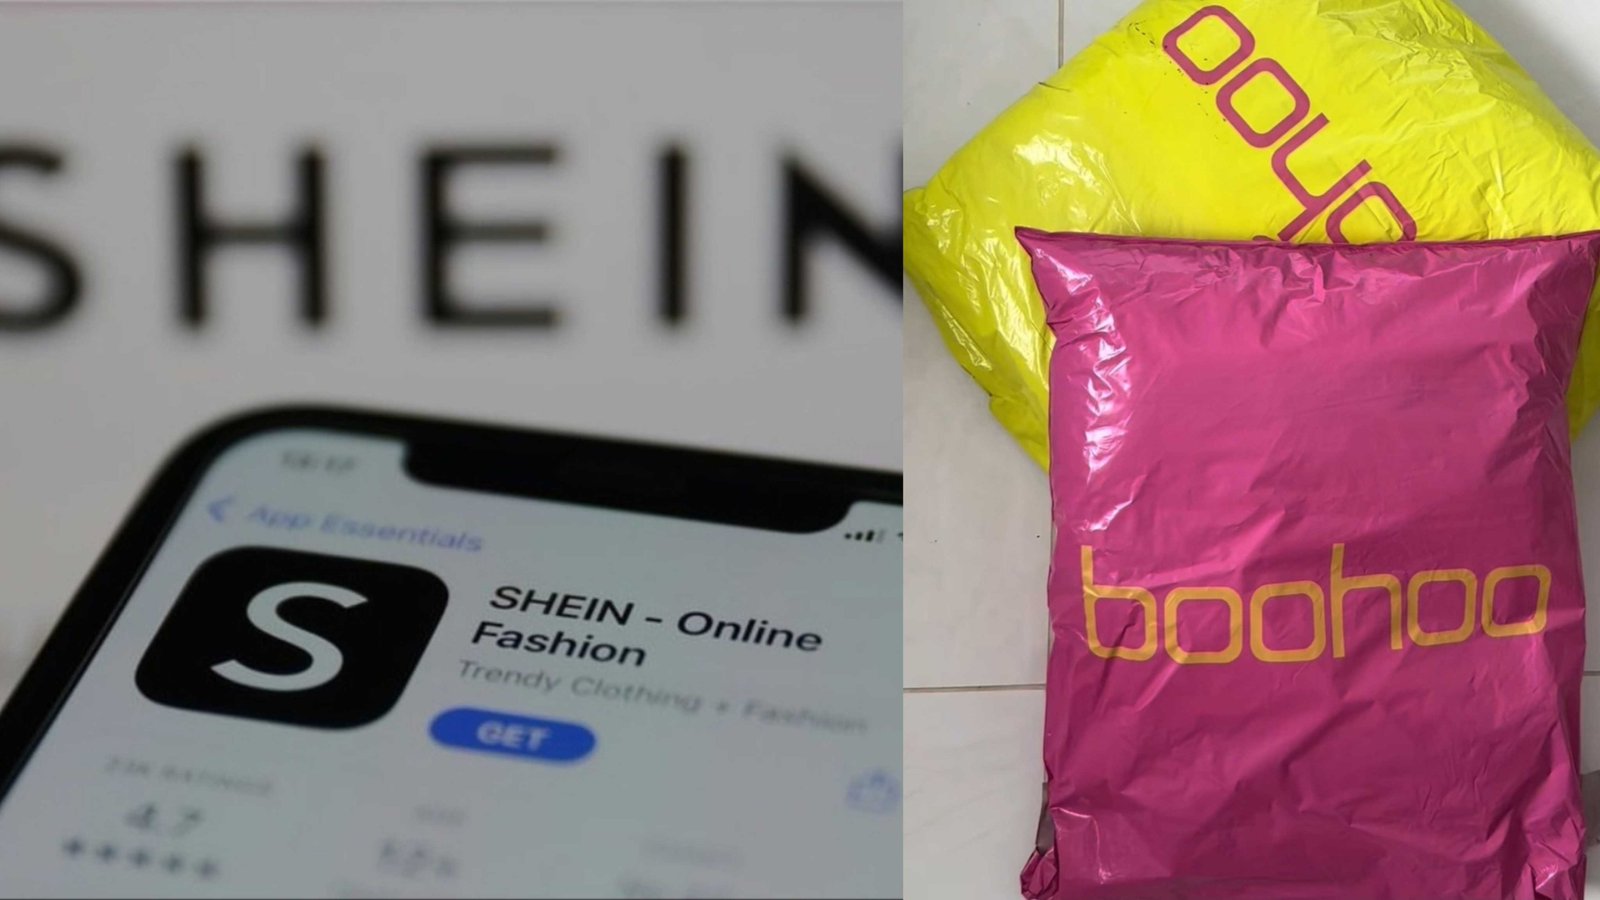 SHEIN
App Essentials
SHEIN - Online
Fashion
Trendy Clothing + Fashion
GET
4.7
boohoo
boohoo